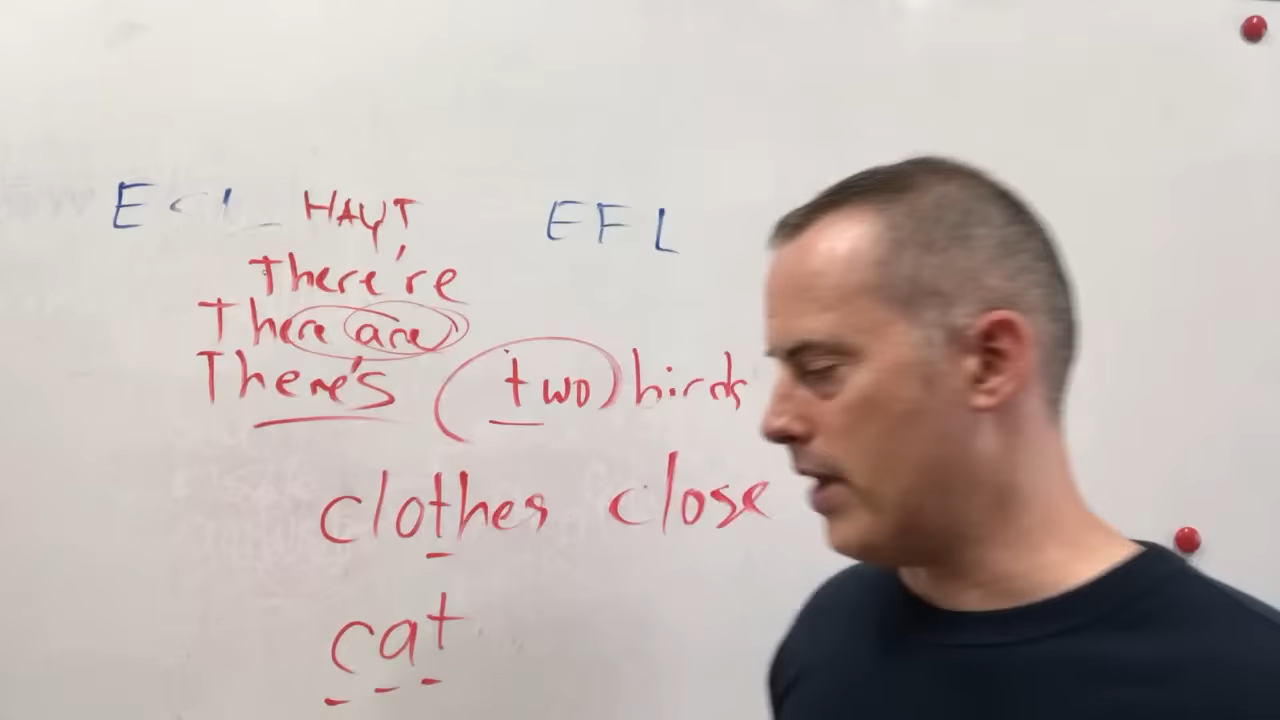 HAYT EFL
There're
There are
There's two birds
clothes close
cat